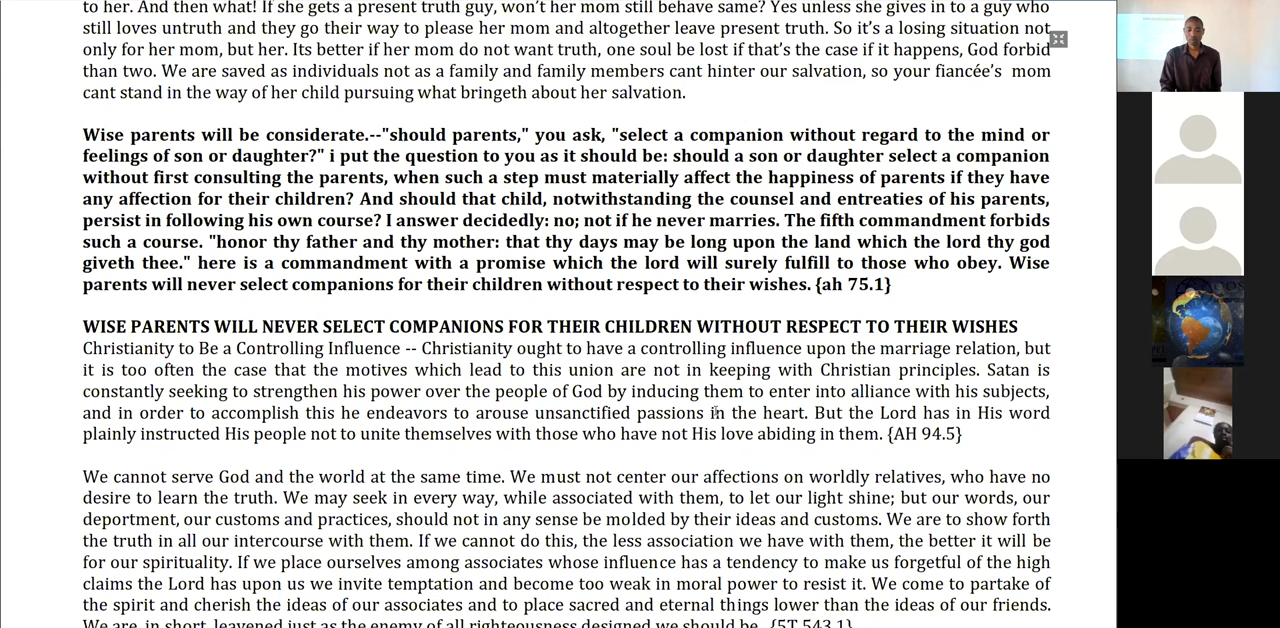 to her. And then what! If she gets a present truth guy, won't her mom still behave same? Yes unless she gives in to a guy who
still loves untruth and they go their way to please her mom and altogether leave present truth. So it's a losing situation not
only for her mom, but her. Its better if her mom do not want truth, one soul be lost if that's the case if it happens, God forbid
than two. We are saved as individuals not as a family and family members cant hinter our salvation, so your fiancée's mom
cant stand in the way of her child pursuing what bringeth about her salvation.
Wise parents will be considerate.--"should parents," you ask, "select a companion without regard to the mind or
feelings of son or daughter?" i put the question to you as it should be: should a son or daughter select a companion
without first consulting the parents, when such a step must materially affect the happiness of parents if they have
any affection for their children? And should that child, notwithstanding the counsel and entreaties of his parents,
persist in following his own course? I answer decidedly: no; not if he never marries. The fifth commandment forbids
such a course. "honor thy father and thy mother: that thy days may be long upon the land which the lord thy god
giveth thee." here is a commandment with a promise which the lord will surely fulfill to those who obey. Wise
parents will never select companions for their children without respect to their wishes. {ah 75.1}
WISE PARENTS WILL NEVER SELECT COMPANIONS FOR THEIR CHILDREN WITHOUT RESPECT TO THEIR WISHES
Christianity to Be a Controlling Influence -- Christianity ought to have a controlling influence upon the marriage relation, but
it is too often the case that the motives which lead to this union are not in keeping with Christian principles. Satan is
constantly seeking to strengthen his power over the people of God by inducing them to enter into alliance with his subjects,
and in order to accomplish this he endeavors to arouse unsanctified passions in the heart. But the Lord has in His word
plainly instructed His people not to unite themselves with those who have not His love abiding in them. {AH 94.5}
We cannot serve God and the world at the same time. We must not center our affections on worldly relatives, who have no
desire to learn the truth. We may seek in every way, while associated with them, to let our light shine; but our words, our
deportment, our customs and practices, should not in any sense be molded by their ideas and customs. We are to show forth
the truth in all our intercourse with them. If we cannot do this, the less association we have with them, the better it will be
for our spirituality. If we place ourselves among associates whose influence has a tendency to make us forgetful of the high
claims the Lord has upon us we invite temptation and become too weak in moral power to resist it. We come to partake of
the spirit and cherish the ideas of our associates and to place sacred and eternal things lower than the ideas of our friends.
We are, in short, leavened just as the enemy of all righteousness designed we should be. {5T 543.1}